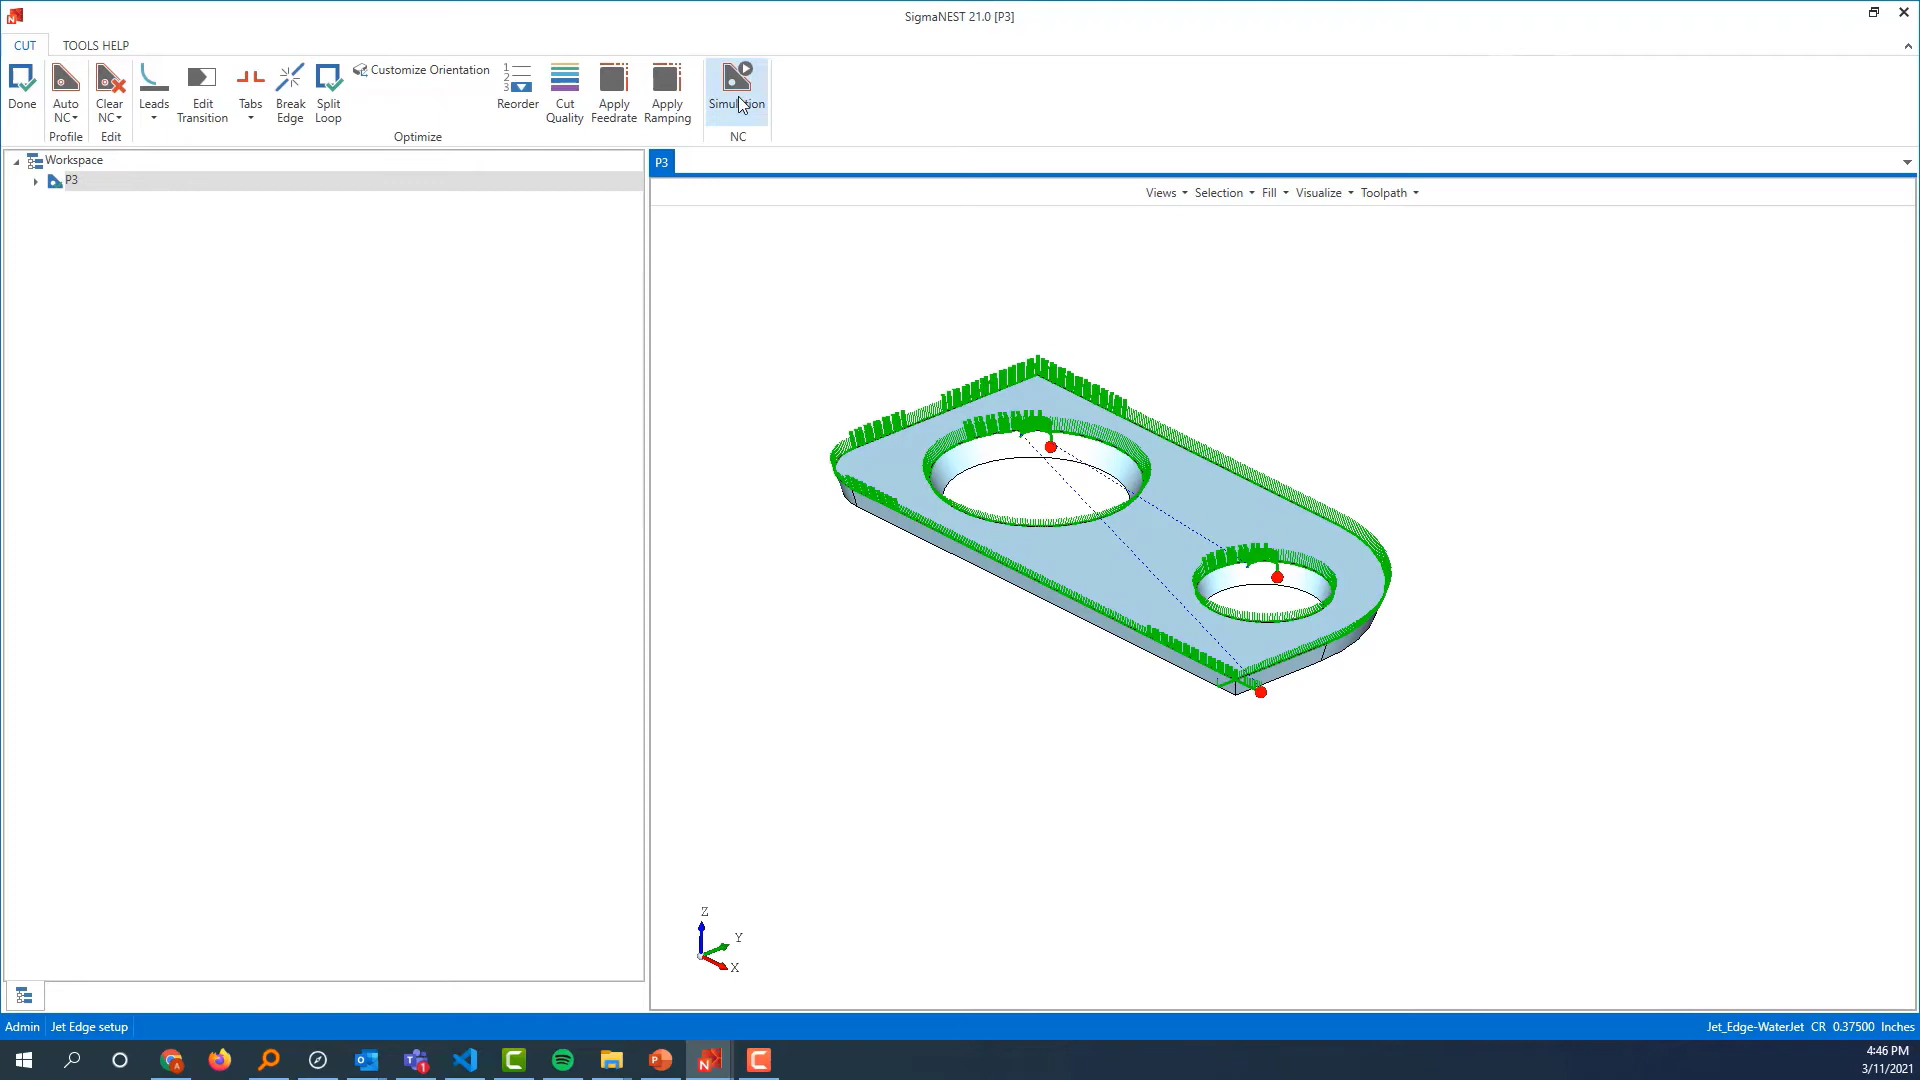 SigmaNEST 21.0 [P3]
CUT TOOLS HELP
Done
Auto NC
Clear NC
Leads
Edit Transition
Tabs
Break Edge
Split Loop
Customize Orientation
1 2 3
Reorder
Cut Quality
Apply Feedrate
Apply Ramping
Simulation
Profile Edit Optimize NC
Workspace
P3
P3
Views Selection Fill Visualize Toolpath
Z
Y
X
Admin Jet Edge setup
Jet_Edge-WaterJet CR 0.37500 Inches
4:46 PM
3/11/2021